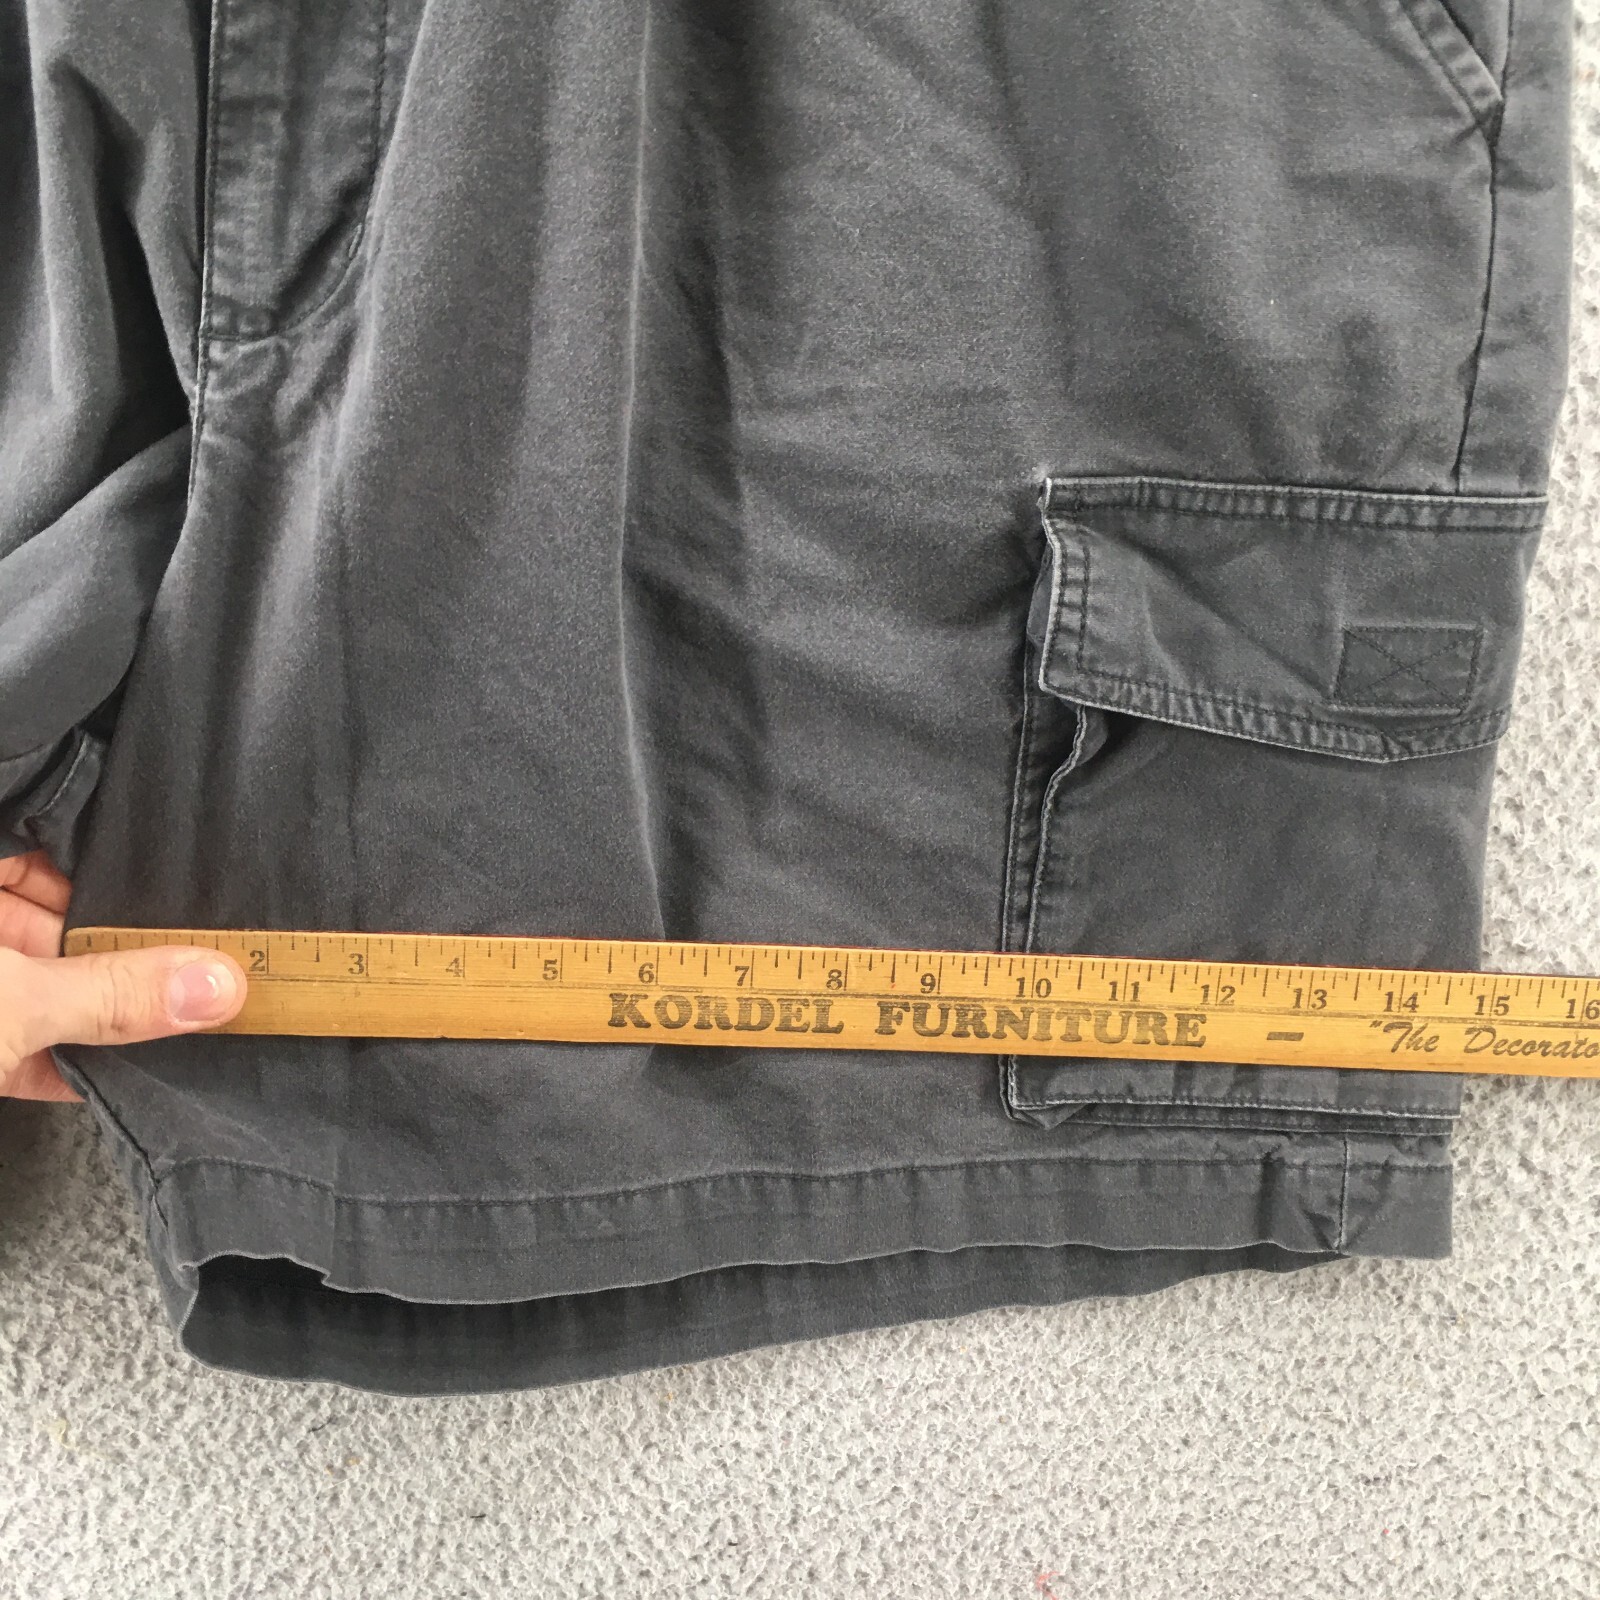 2 3 4 5 6 7 8 9 10 11 12 13 14 15 16
KORDEL FURNITURE — "The Decorato